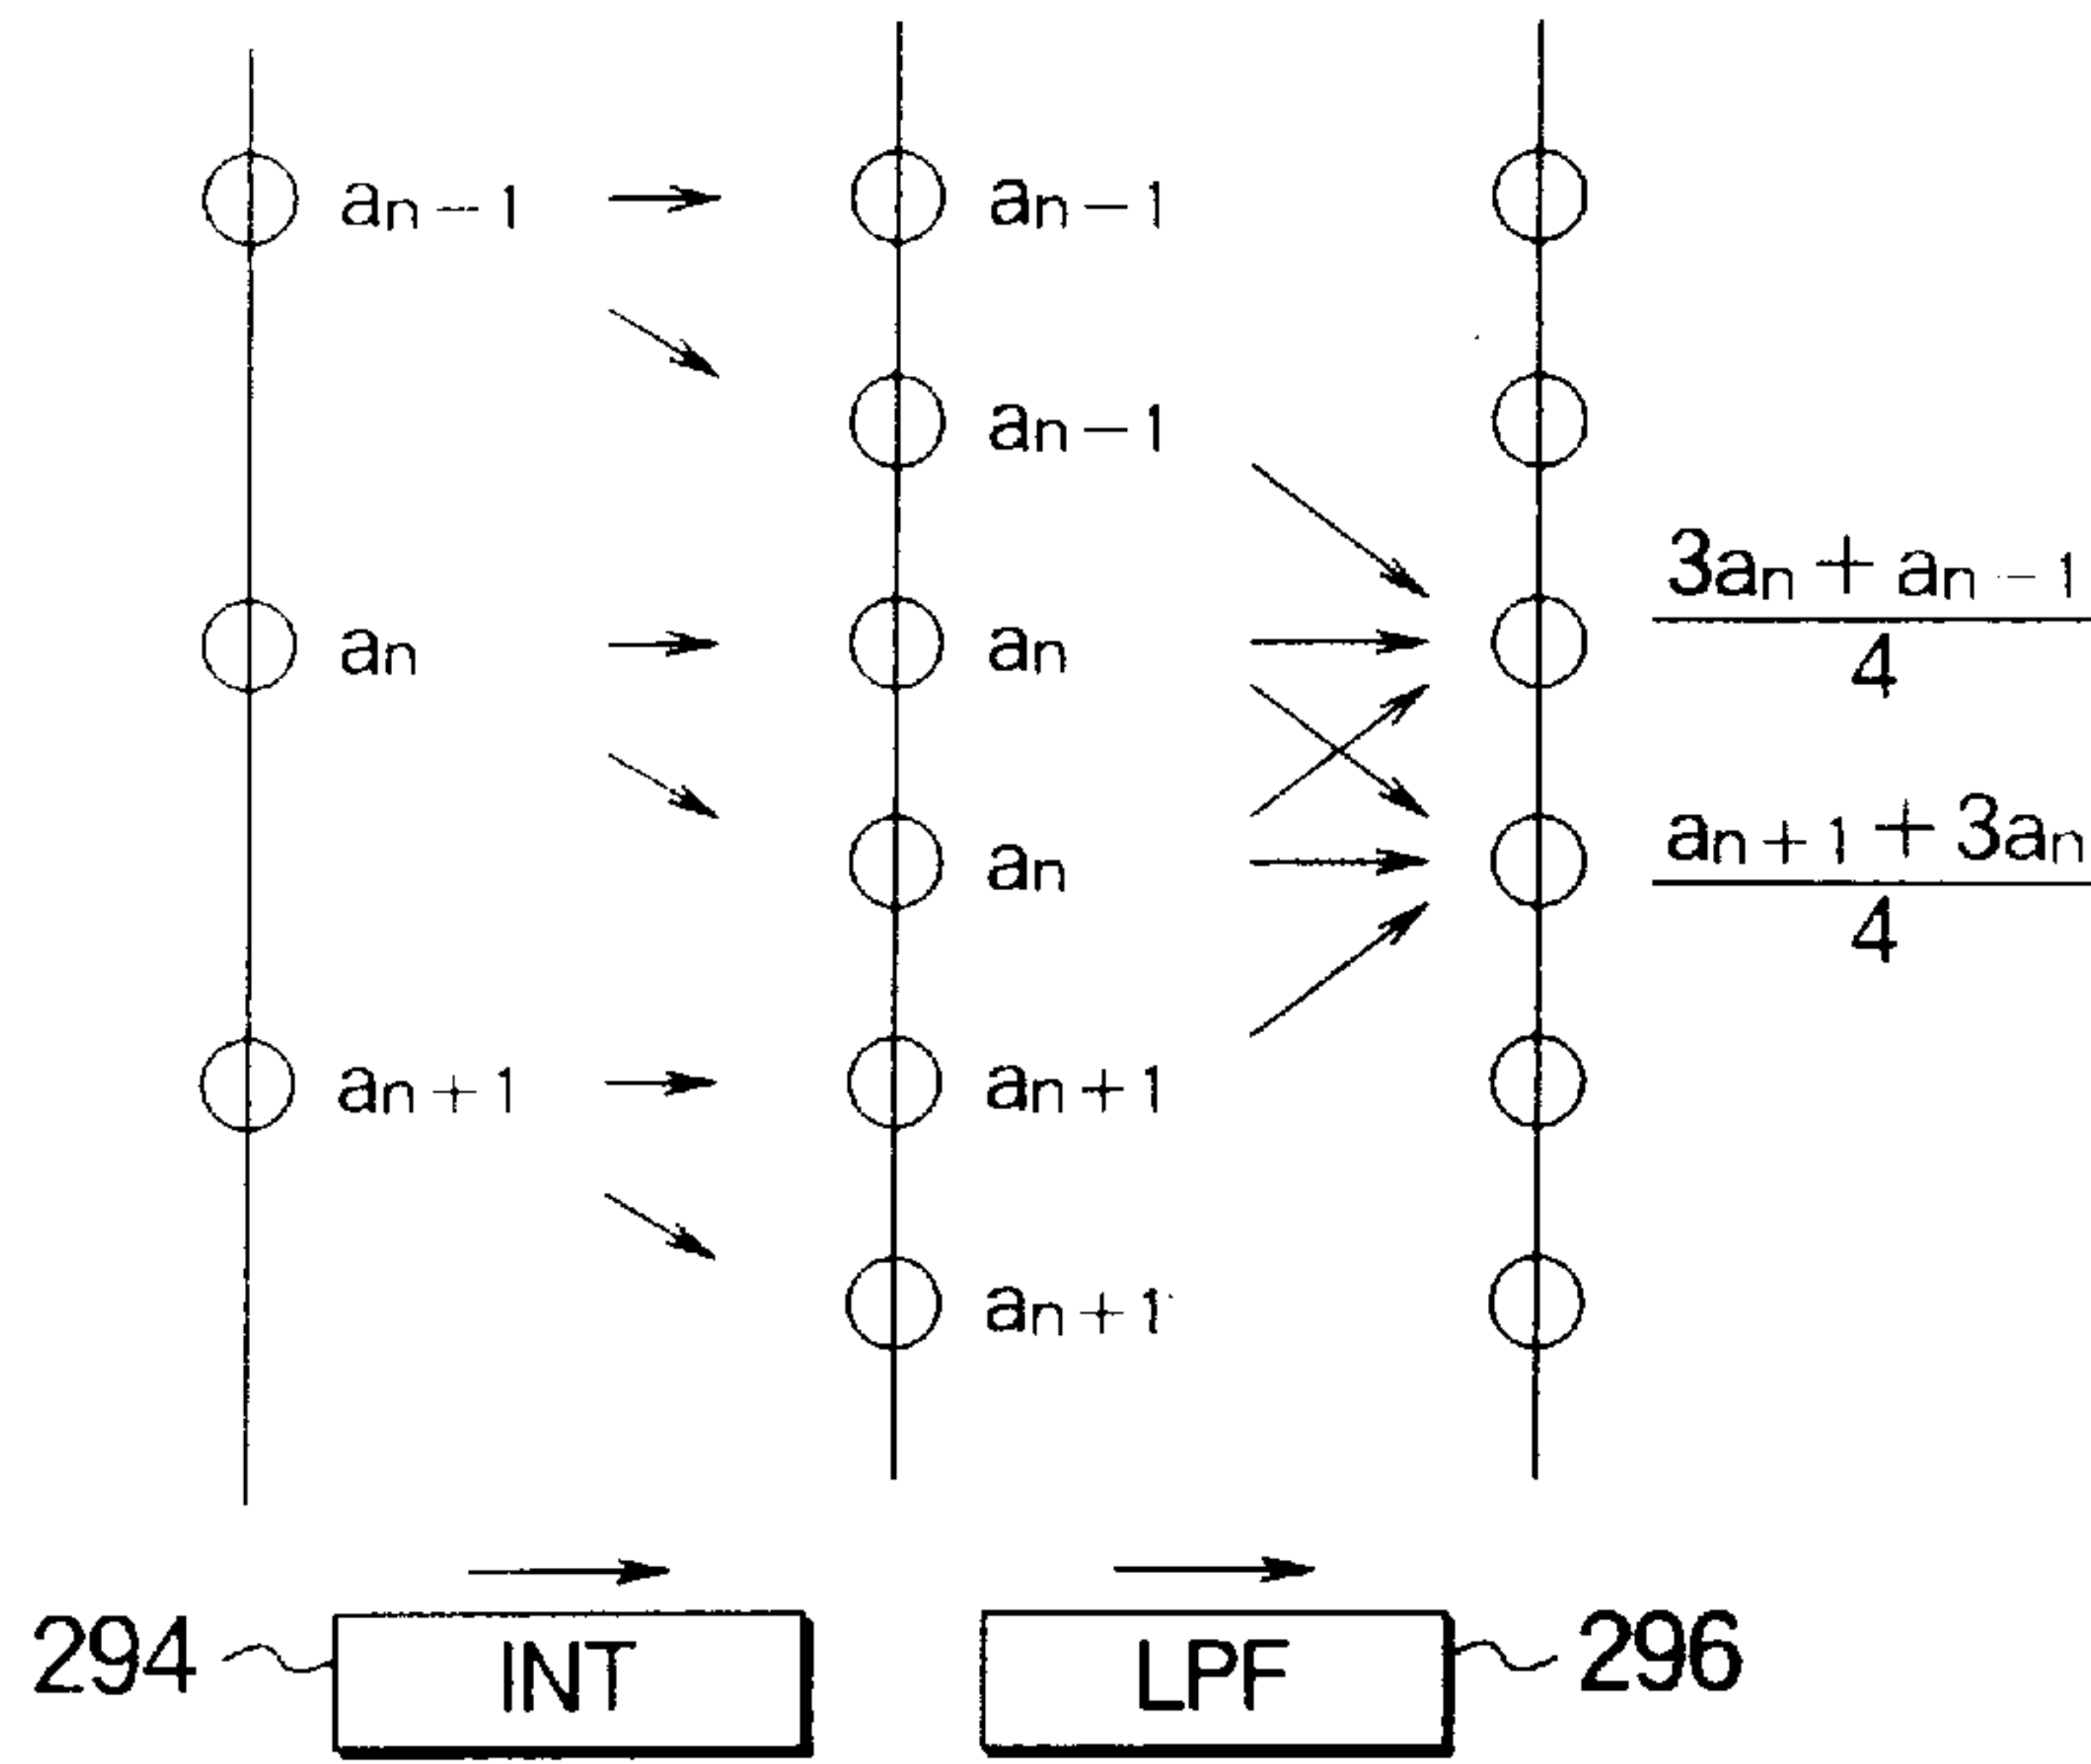 an−1 an−1
an−1
3an + an−1
an an
4
an+1 + 3an
an
4
an+1 an+1
an+1
294 INT LPF 296